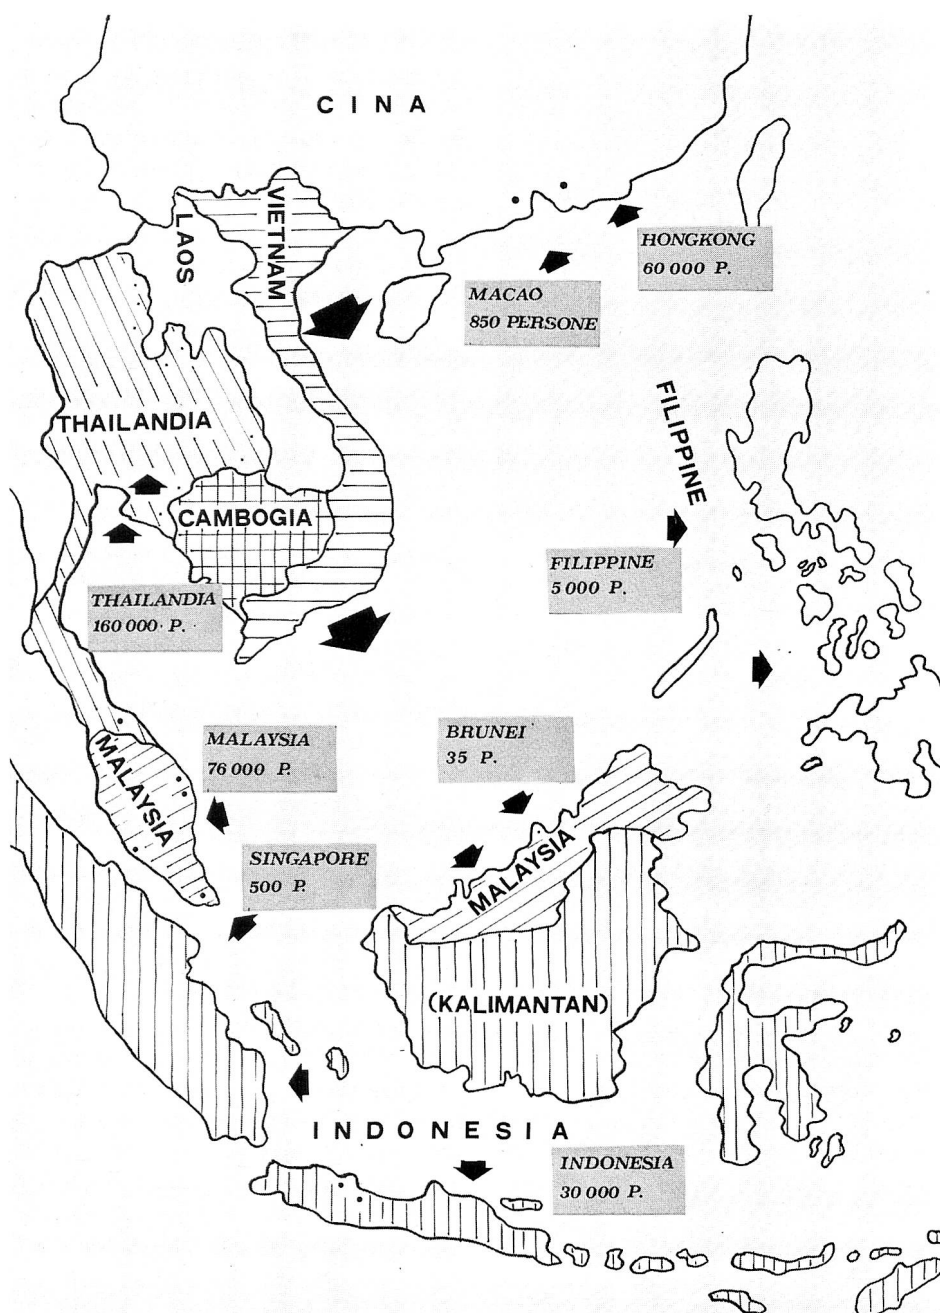 CINA
VIETNAM
LAOS
HONGKONG
60 000 P.
MACAO
850 PERSONE
THAILANDIA
FILIPPINE
CAMBOGIA
FILIPPINE
5 000 P.
THAILANDIA
160 000 P.
MALAYSIA
MALAYSIA
76 000 P.
BRUNEI
35 P.
SINGAPORE
500 P.
MALAYSIA
(KALIMANTAN)
INDONESIA
INDONESIA
30 000 P.